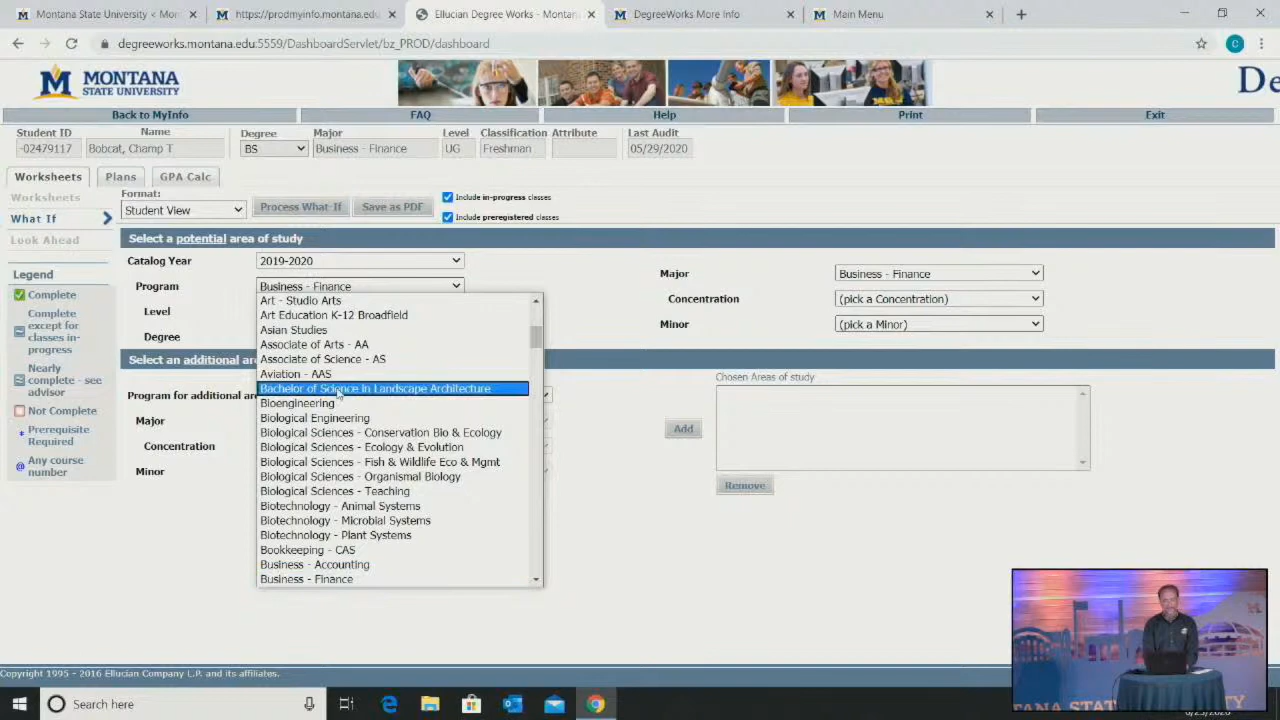 Montana State University < Mon
https://prodmyinfo.montana.edu
Ellucian Degree Works - Montan
DegreeWorks More Info
Main Menu
degreeworks.montana.edu:5559/DashboardServlet/bz_PROD/dashboard
C
M MONTANA
STATE UNIVERSITY
De
Back to MyInfo
FAQ
Help
Print
Exit
Student ID
Name
Degree
Major
Level
Classification
Attribute
Last Audit
-02479117
Bobcat, Champ T
BS
Business - Finance
UG
Freshman
05/29/2020
Worksheets
Plans
GPA Calc
Worksheets
What If
Look Ahead
Format:
Student View
Process What-If
Save as PDF
Include in-progress classes
Include preregistered classes
Select a potential area of study
Catalog Year
2019-2020
Program
Business - Finance
Level
Degree
Major
Business - Finance
Concentration
(pick a Concentration)
Minor
(pick a Minor)
Art - Studio Arts
Art Education K-12 Broadfield
Asian Studies
Associate of Arts - AA
Associate of Science - AS
Aviation - AAS
Bachelor of Science in Landscape Architecture
Bioengineering
Biological Engineering
Biological Sciences - Conservation Bio & Ecology
Biological Sciences - Ecology & Evolution
Biological Sciences - Fish & Wildlife Eco & Mgmt
Biological Sciences - Organismal Biology
Biological Sciences - Teaching
Biotechnology - Animal Systems
Biotechnology - Microbial Systems
Biotechnology - Plant Systems
Bookkeeping - CAS
Business - Accounting
Business - Finance
Select an additional are
Program for additional are
Major
Concentration
Minor
Chosen Areas of study
Add
Remove
Legend
Complete
Complete
except for
classes in-
progress
Nearly
complete - see
advisor
Not Complete
* Prerequisite
Required
@ Any course
number
Copyright 1995 - 2016 Ellucian Company L.P. and its affiliates.
Search here